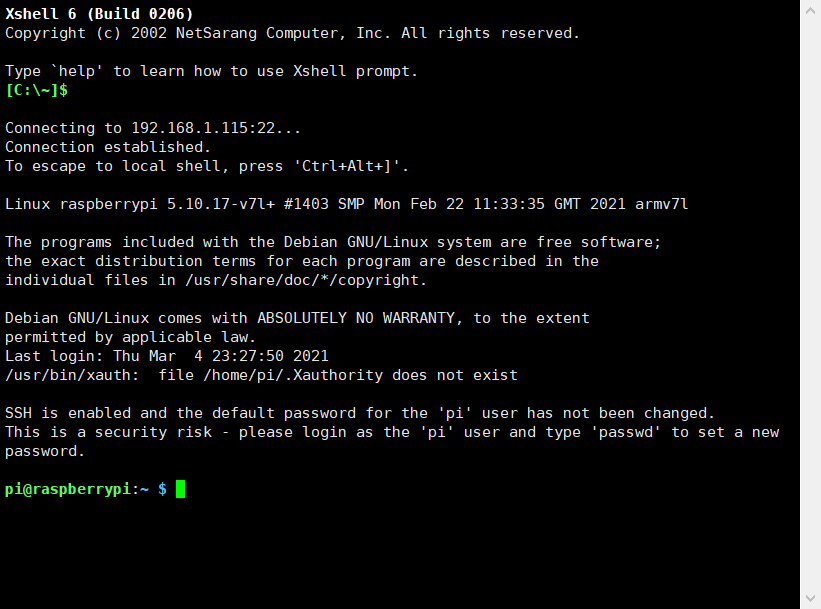 Xshell 6 (Build 0206)
Copyright (c) 2002 NetSarang Computer, Inc. All rights reserved.
Type `help' to learn how to use Xshell prompt.
[C:\~]$
Connecting to 192.168.1.115:22...
Connection established.
To escape to local shell, press 'Ctrl+Alt+]'.
Linux raspberrypi 5.10.17-v7l+ #1403 SMP Mon Feb 22 11:33:35 GMT 2021 armv7l
The programs included with the Debian GNU/Linux system are free software;
the exact distribution terms for each program are described in the
individual files in /usr/share/doc/*/copyright.
Debian GNU/Linux comes with ABSOLUTELY NO WARRANTY, to the extent
permitted by applicable law.
Last login: Thu Mar  4 23:27:50 2021
/usr/bin/xauth:  file /home/pi/.Xauthority does not exist
SSH is enabled and the default password for the 'pi' user has not been changed.
This is a security risk - please login as the 'pi' user and type 'passwd' to set a new
password.
pi@raspberrypi:~ $